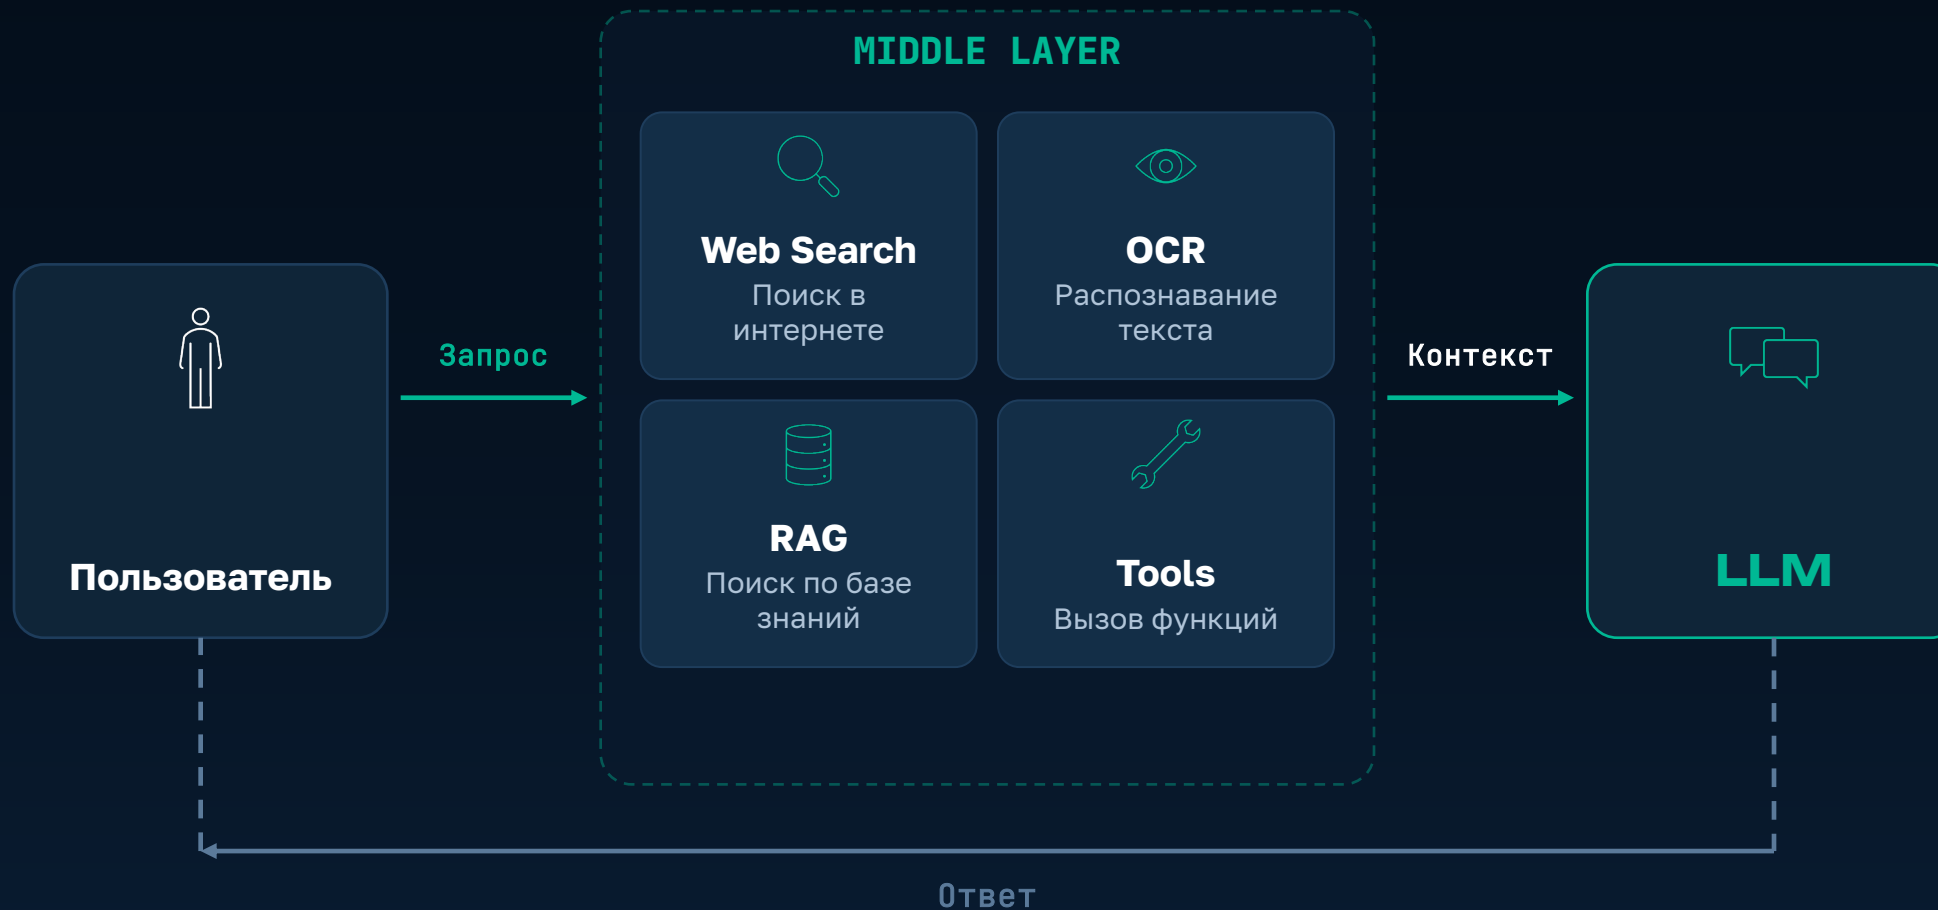 MIDDLE LAYER
Web Search
Поиск в
интернете
OCR
Распознавание
текста
Запрос
Контекст
RAG
Поиск по базе
знаний
Tools
Вызов функций
Пользователь
LLM
Ответ